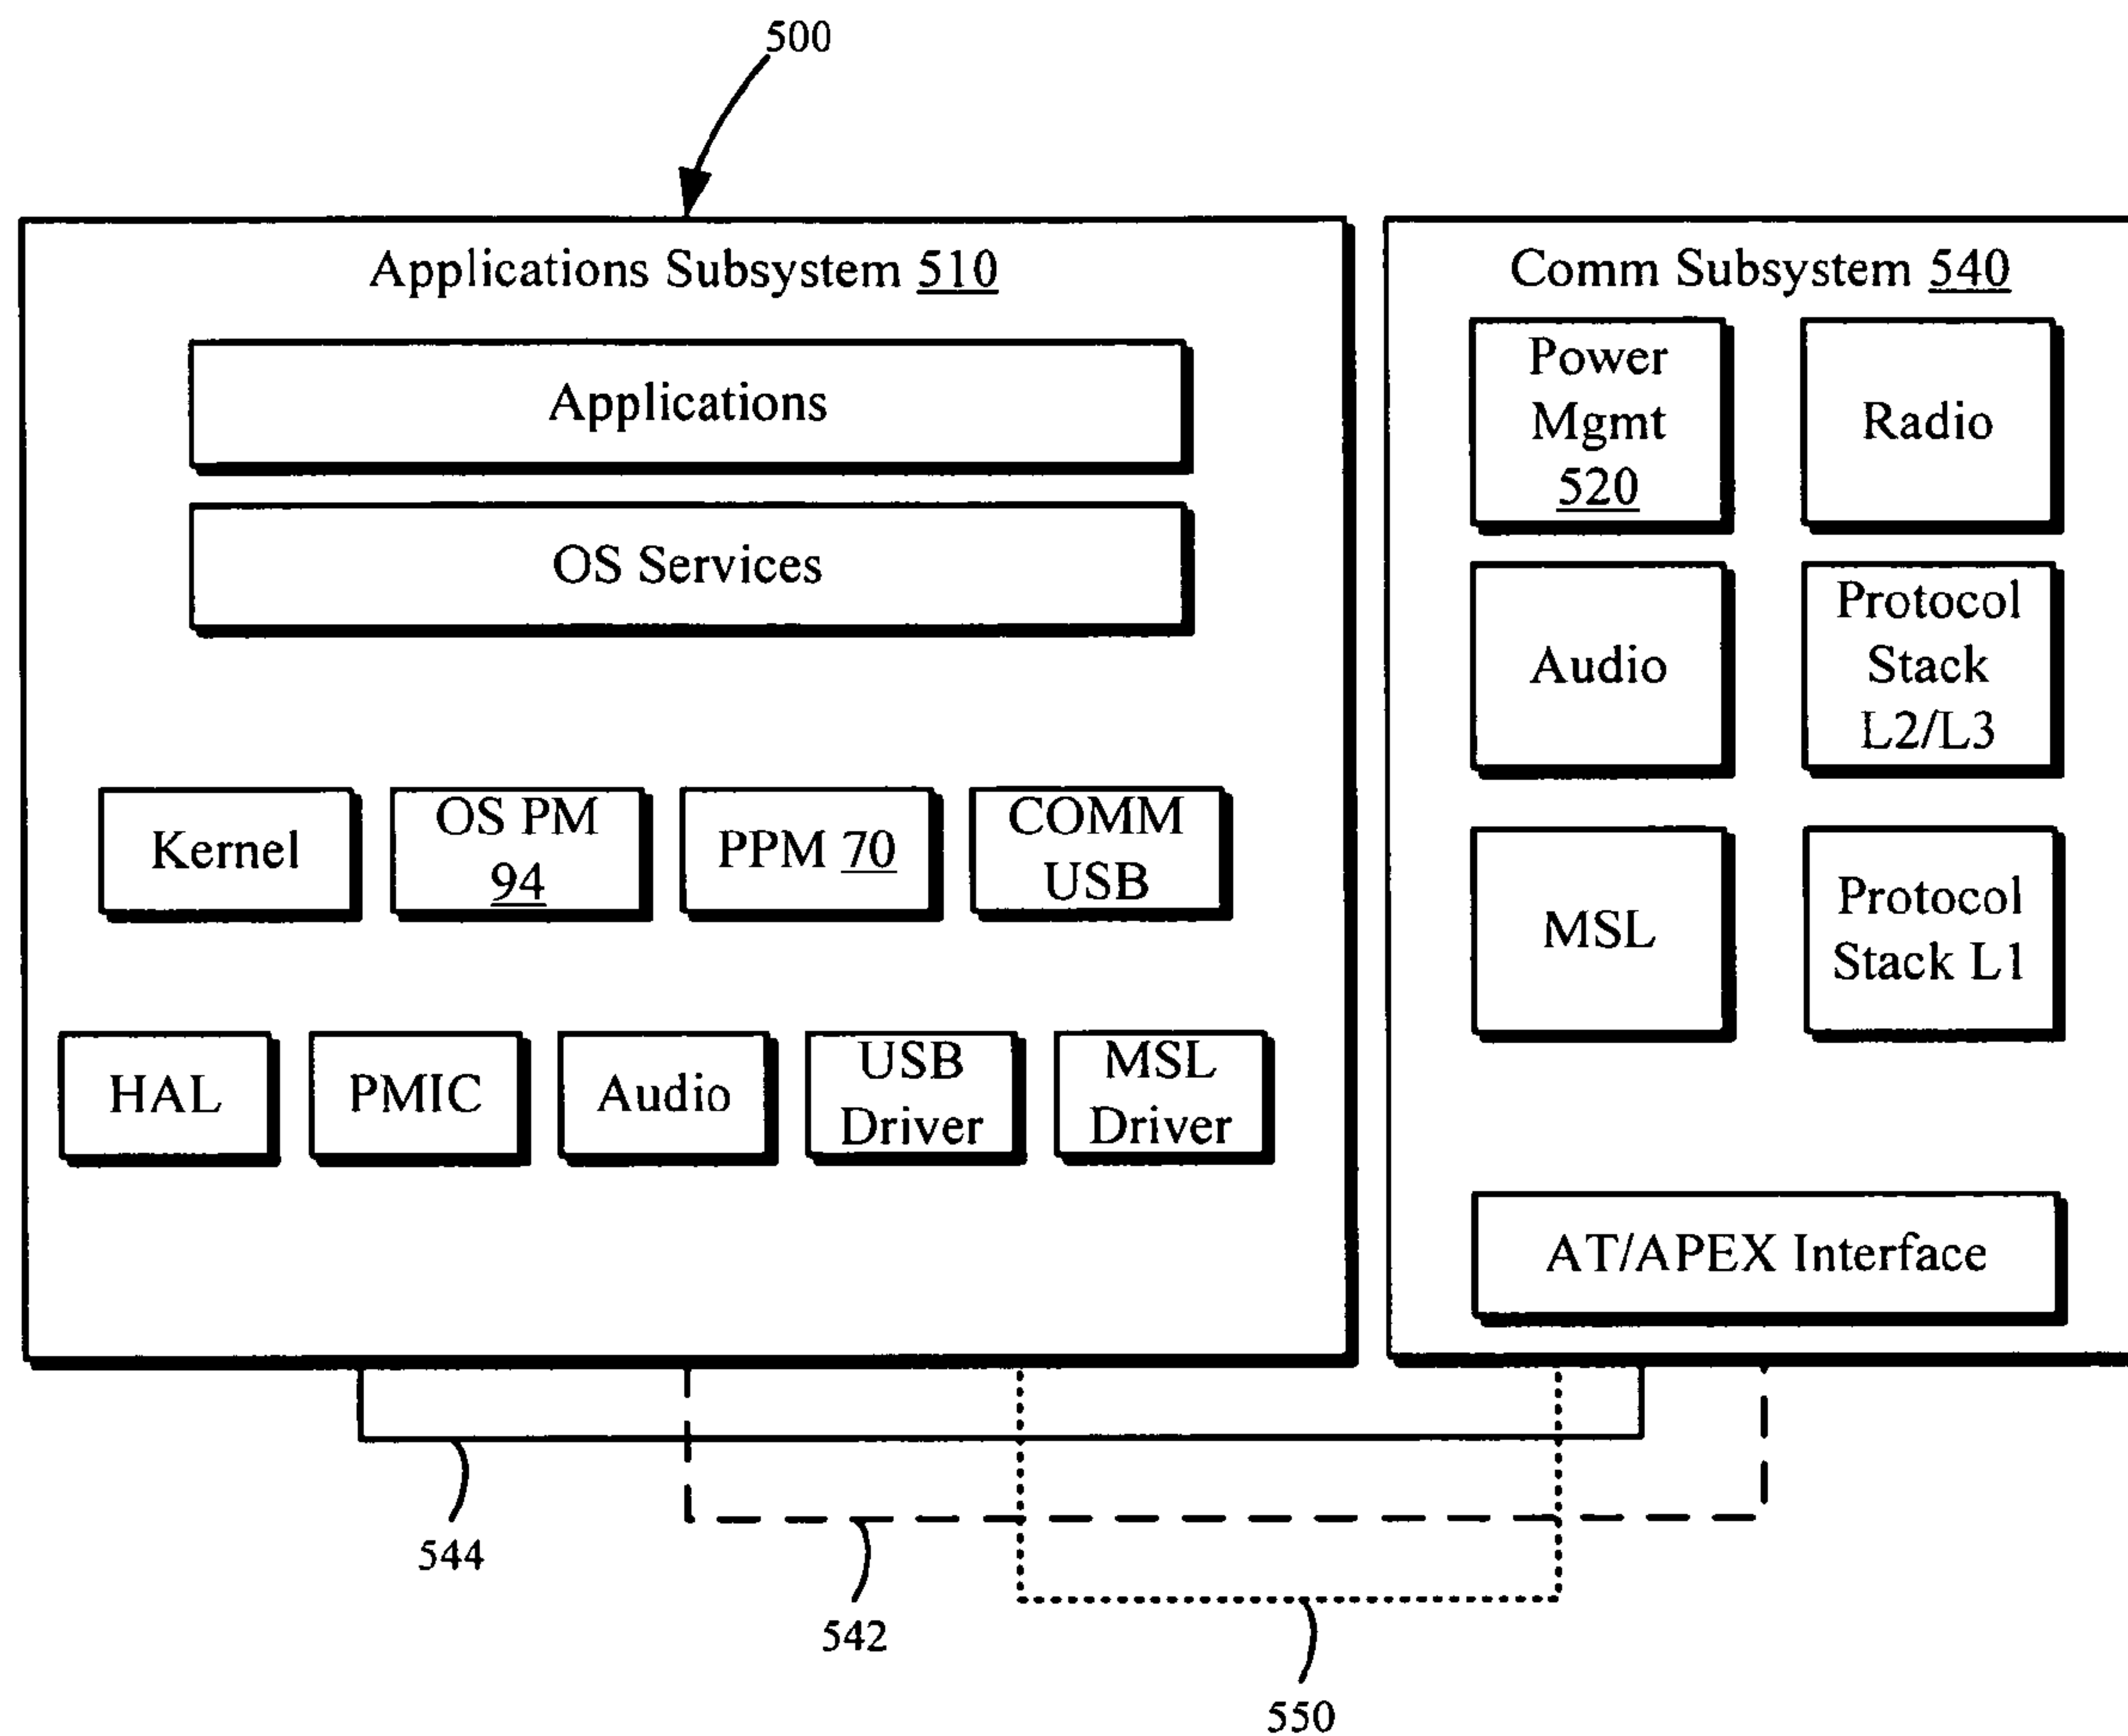 500
Applications Subsystem 510
Applications
OS Services
Kernel
OS PM
94
PPM 70
COMM
USB
HAL
PMIC
Audio
USB
Driver
MSL
Driver
Comm Subsystem 540
Power
Mgmt
520
Radio
Audio
Protocol
Stack
L2/L3
MSL
Protocol
Stack L1
AT/APEX Interface
544
542
550